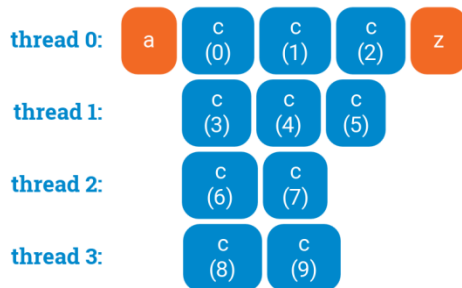 thread 0: a c (0) c (1) c (2) z
thread 1: c (3) c (4) c (5)
thread 2: c (6) c (7)
thread 3: c (8) c (9)